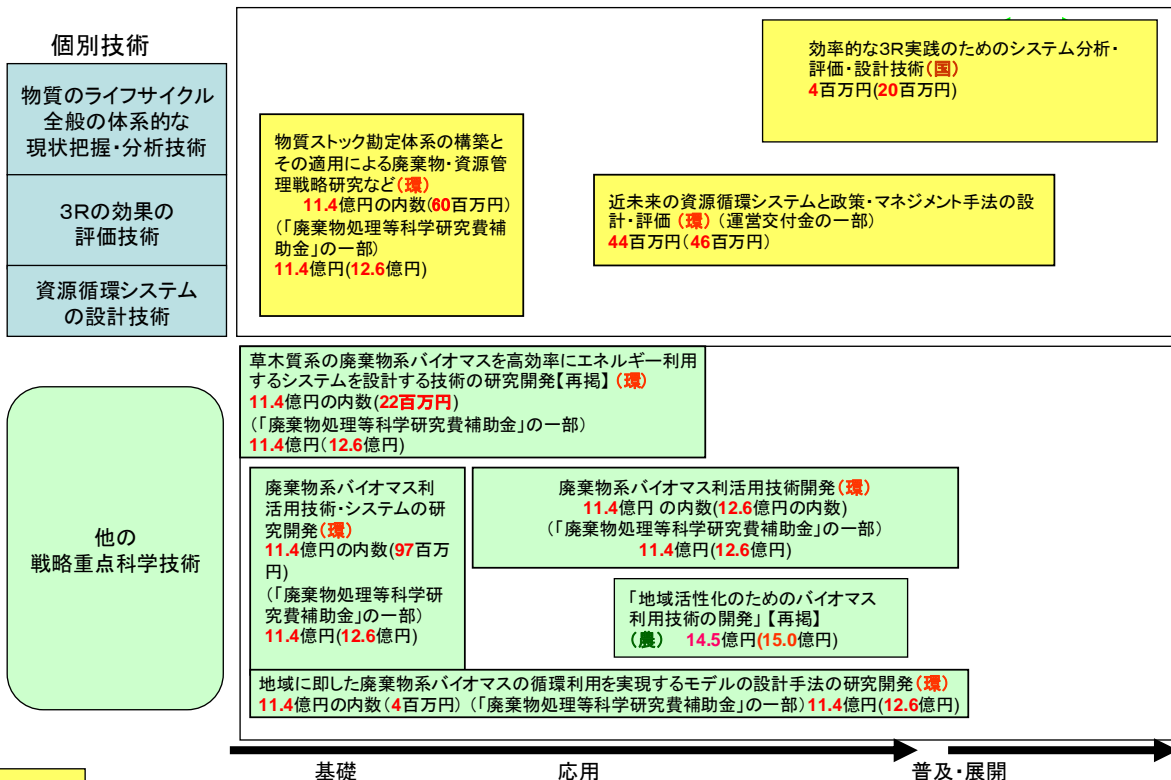 個別技術
物質のライフサイクル
全般の体系的な
現状把握・分析技術
3Rの効果の
評価技術
資源循環システム
の設計技術
効率的な3R実践のためのシステム分析・
評価・設計技術(国)
4百万円(20百万円)
物質ストック勘定体系の構築と
その適用による廃棄物・資源管
理戦略研究など(環)
11.4億円の内数(60百万円)
(「廃棄物処理等科学研究費補
助金」の一部)
11.4億円(12.6億円)
近未来の資源循環システムと政策・マネジメント手法の設
計・評価(環)(運営交付金の一部)
44百万円(46百万円)
他の
戦略重点科学技術
草木質系の廃棄物系バイオマスを高効率にエネルギー利用
するシステムを設計する技術の研究開発【再掲】(環)
11.4億円の内数(22百万円)
(「廃棄物処理等科学研究費補助金」の一部)
11.4億円(12.6億円)
廃棄物系バイオマス利
活用技術・システムの研
究開発(環)
11.4億円の内数(97百万
円)
(「廃棄物処理等科学研
究費補助金」の一部)
11.4億円(12.6億円)
廃棄物系バイオマス利活用技術開発(環)
11.4億円 の内数(12.6億円の内数)
(「廃棄物処理等科学研究費補助金」の一部)
11.4億円(12.6億円)
「地域活性化のためのバイオマス
利用技術の開発」【再掲】
(農) 14.5億円(15.0億円)
地域に即した廃棄物系バイオマスの循環利用を実現するモデルの設計手法の研究開発(環)
11.4億円の内数(4百万円)(「廃棄物処理等科学研究費補助金」の一部)11.4億円(12.6億円)
基礎 応用 普及・展開